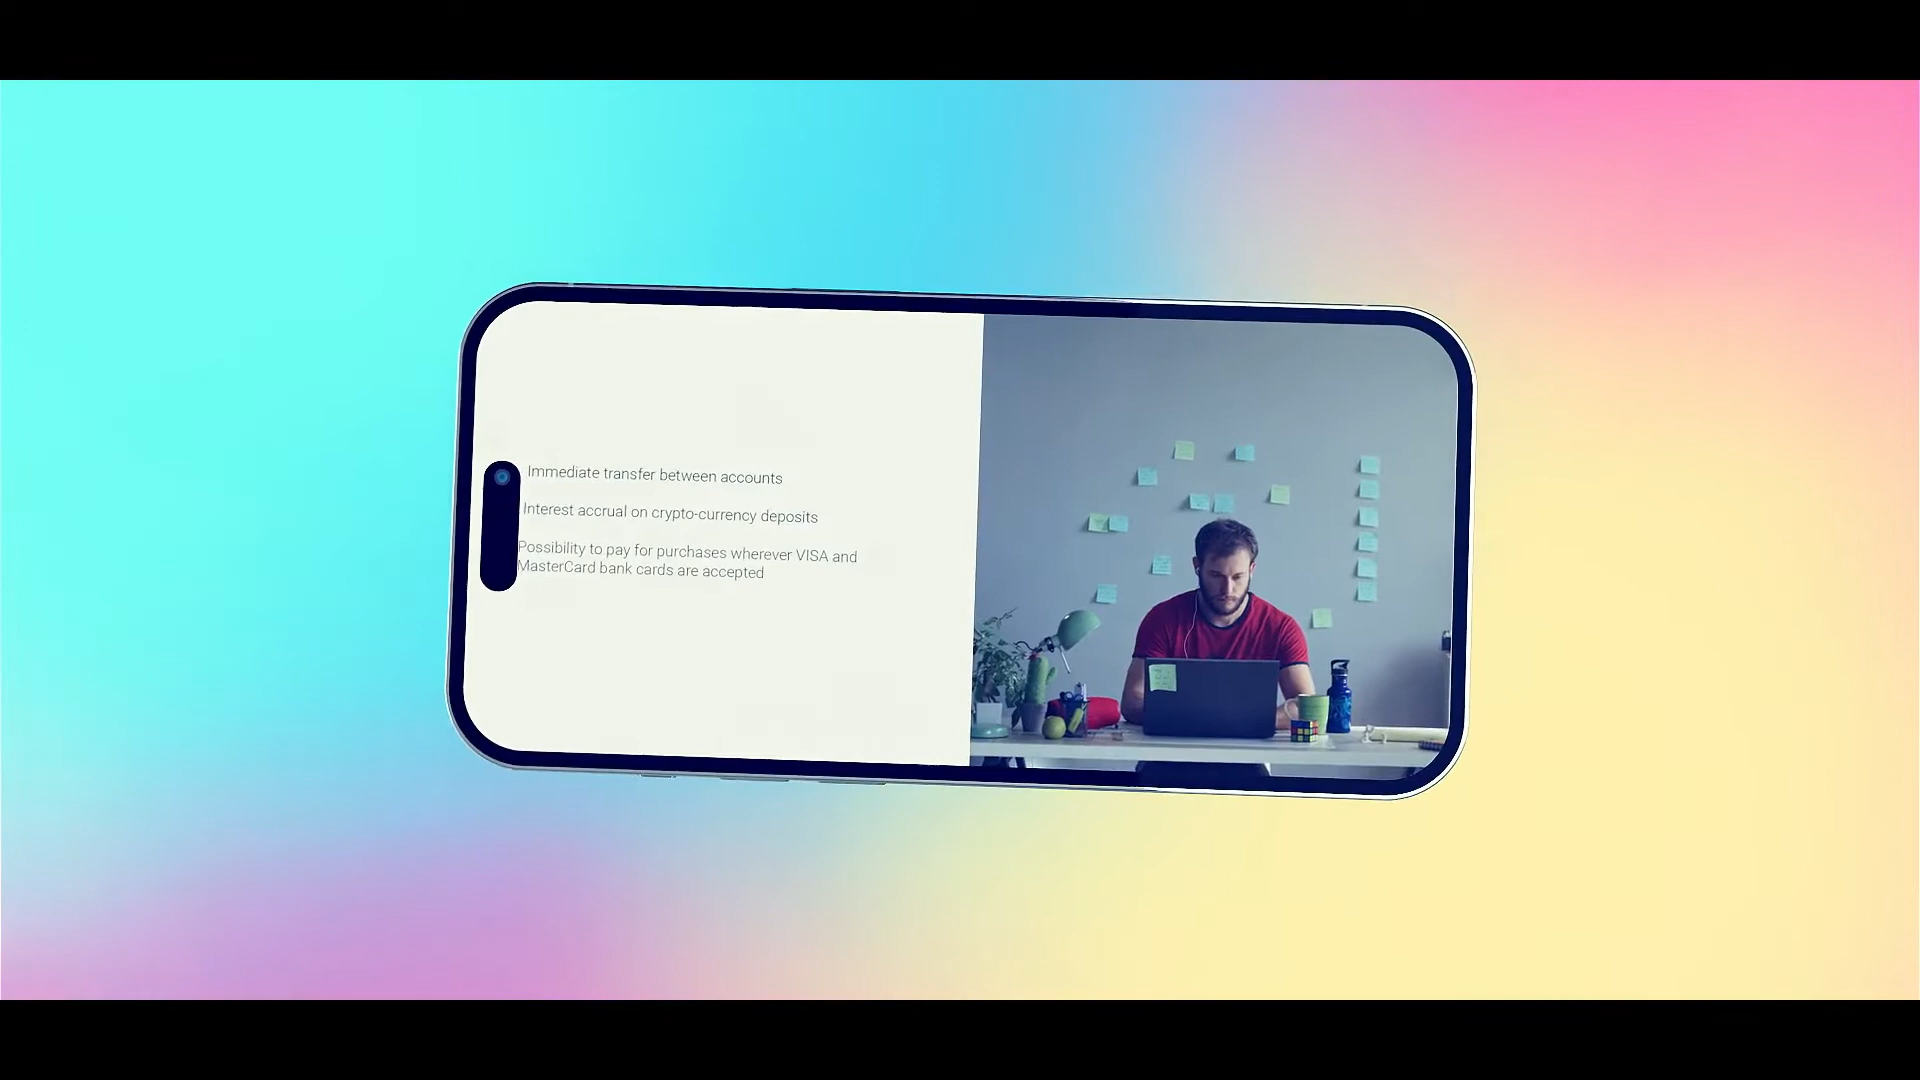 Immediate transfer between accounts
Interest accrual on crypto-currency deposits
Possibility to pay for purchases wherever VISA and
MasterCard bank cards are accepted